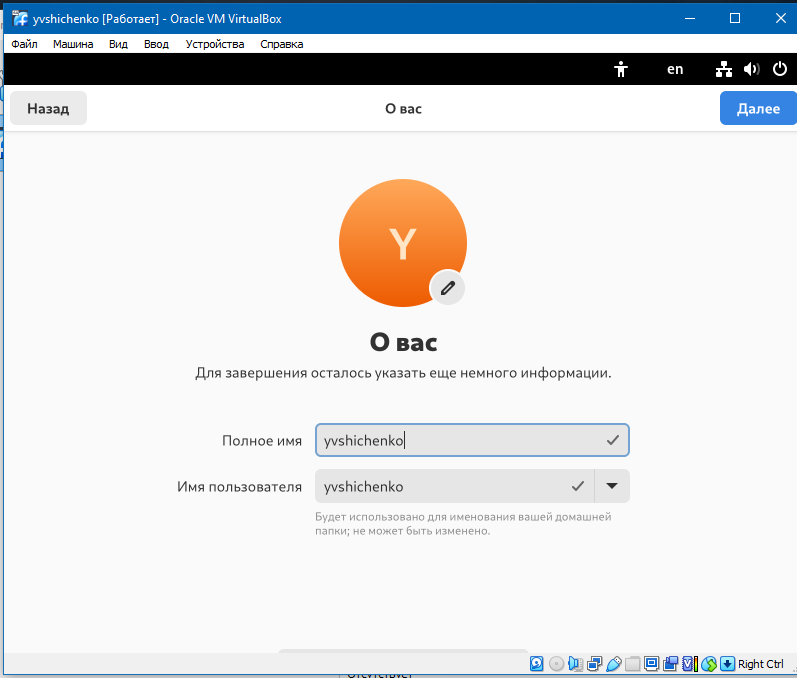 yvshichenko [Работает] - Oracle VM VirtualBox
Файл Машина Вид Ввод Устройства Справка
en
Назад О вас Далее
Y
О вас
Для завершения осталось указать еще немного информации.
Полное имя yvshichenko
Имя пользователя yvshichenko
Будет использовано для именования вашей домашней
папки; не может быть изменено.
Right Ctrl